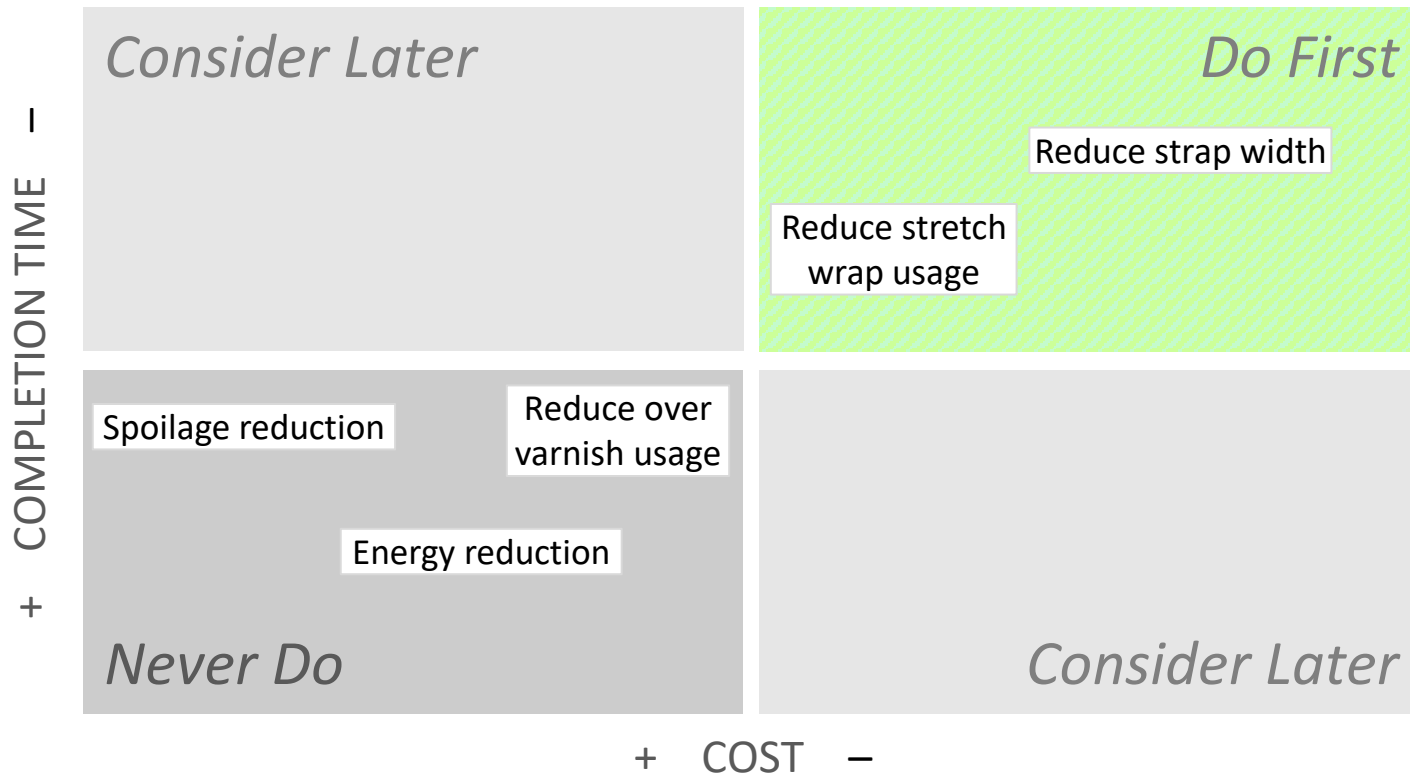 Consider Later
Do First
Reduce strap width
Reduce stretch
wrap usage
Spoilage reduction
Reduce over
varnish usage
Energy reduction
Never Do
Consider Later
+ COMPLETION TIME –
+ COST –